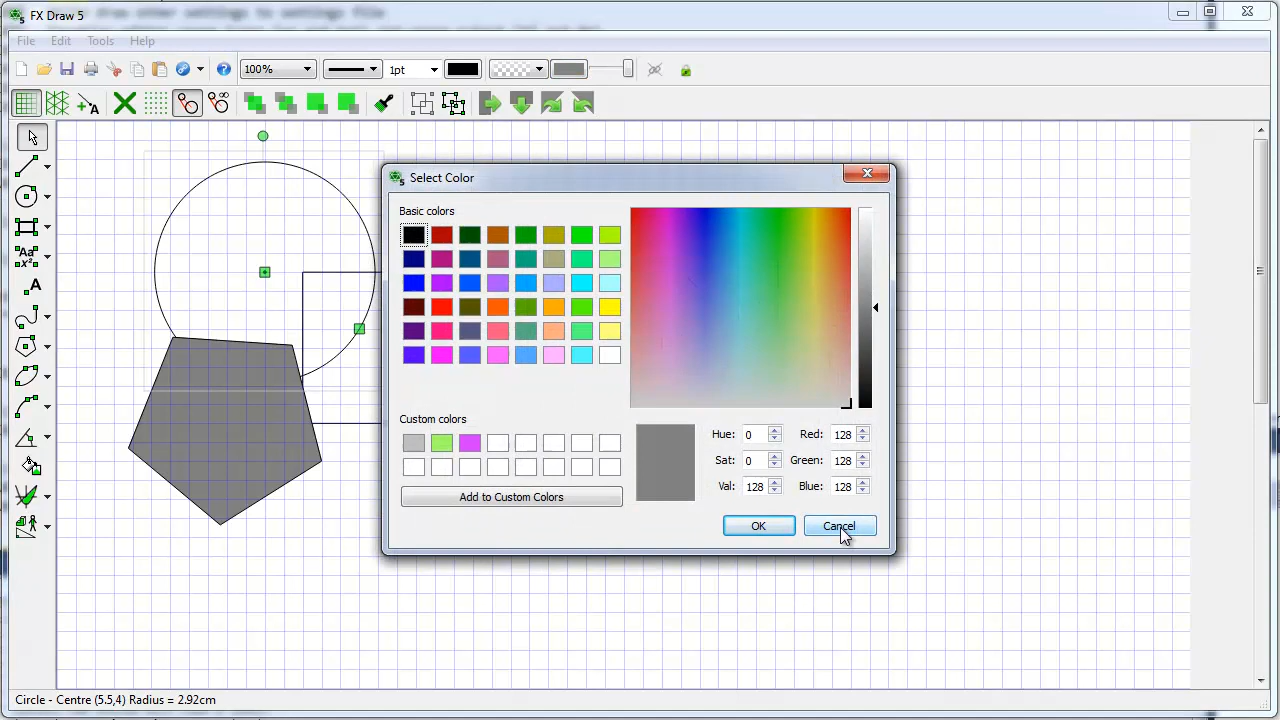 FX Draw 5
File Edit Tools Help
100% 1pt
A
Select Color
Basic colors
Aa
A
Custom colors
Hue: 0 Red: 128
Sat: 0 Green: 128
Val: 128 Blue: 128
Add to Custom Colors
OK Cancel
Circle - Centre (5.5,4) Radius = 2.92cm